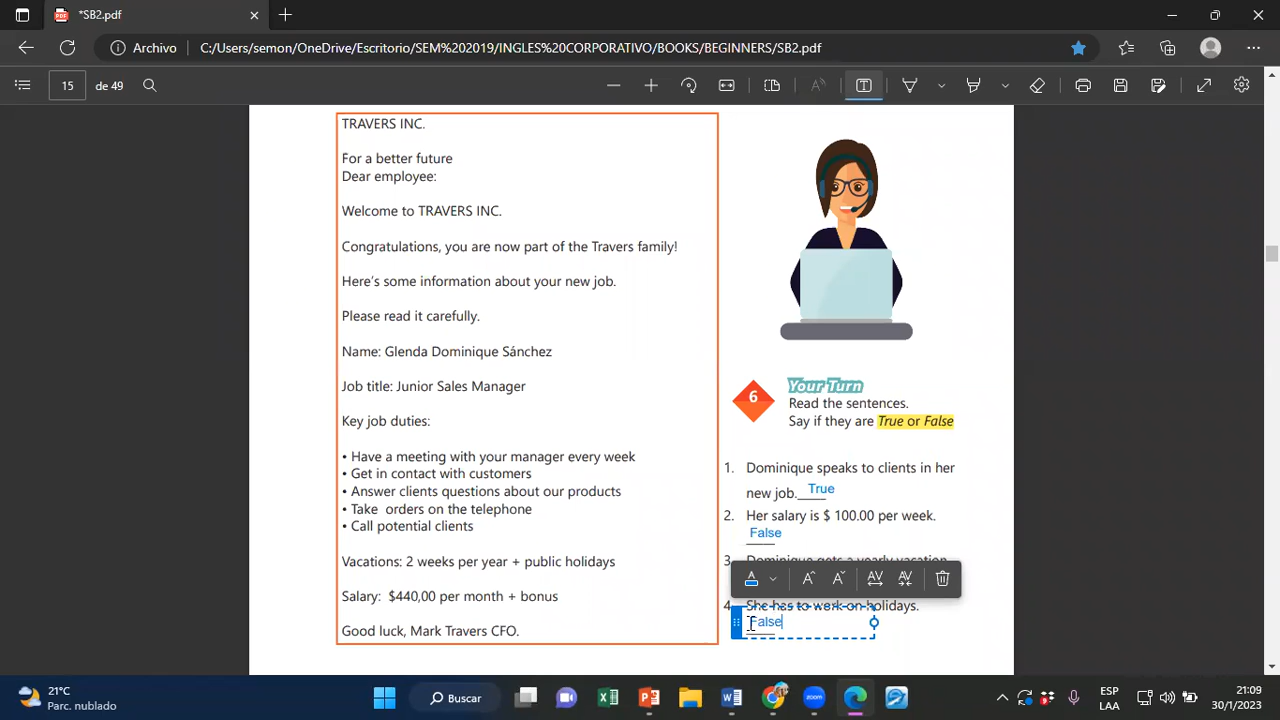 *SB2.pdf
Archivo
C:/Users/semon/OneDrive/Escritorio/SEM%202019/INGLES%20CORPORATIVO/BOOKS/BEGINNERS/SB2.pdf
15 de 49
TRAVERS INC.
For a better future
Dear employee:
Welcome to TRAVERS INC.
Congratulations, you are now part of the Travers family!
Here's some information about your new job.
Please read it carefully.
Name: Glenda Dominique Sánchez
Job title: Junior Sales Manager
Key job duties:
• Have a meeting with your manager every week
• Get in contact with customers
• Answer clients questions about our products
• Take orders on the telephone
• Call potential clients
Vacations: 2 weeks per year + public holidays
Salary: $440,00 per month + bonus
Good luck, Mark Travers CFO.
6
Your Turn
Read the sentences.
Say if they are True or False
1. Dominique speaks to clients in her
new job. True
2. Her salary is $ 100.00 per week.
False
3. Dominique gets a yearly vacation
4. She has to work on holidays.
False
21°C
Parc. nublado
Buscar
ESP
LAA
21:09
30/1/2023